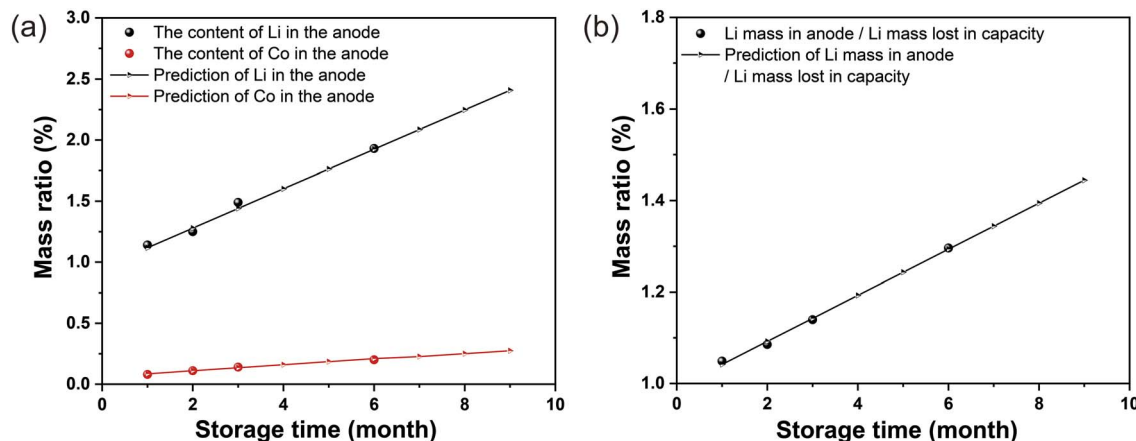 (a)
The content of Li in the anode
The content of Co in the anode
Prediction of Li in the anode
Prediction of Co in the anode
Mass ratio (%)
3.0
2.5
2.0
1.5
1.0
0.5
0.0
0 2 4 6 8 10
Storage time (month)
(b)
Li mass in anode / Li mass lost in capacity
Prediction of Li mass in anode
/ Li mass lost in capacity
Mass ratio (%)
1.8
1.6
1.4
1.2
1.0
0 2 4 6 8 10
Storage time (month)